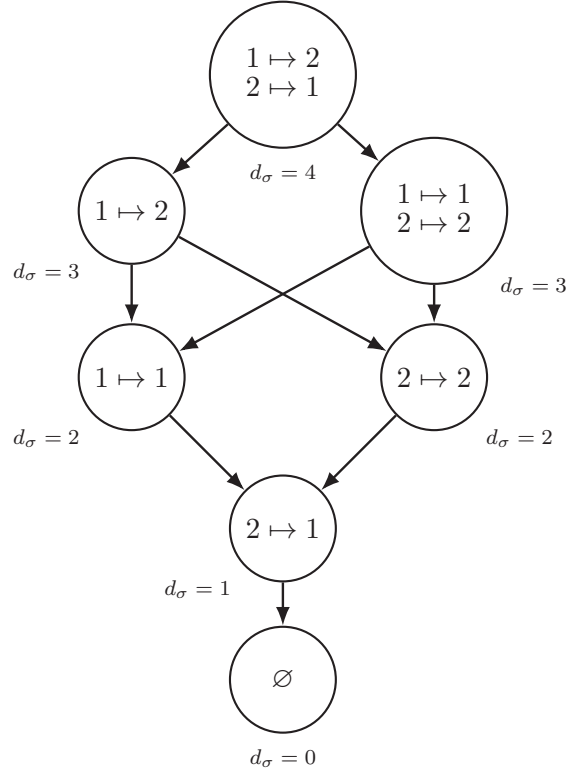 1 ↦ 2
2 ↦ 1
d_σ = 4
1 ↦ 2
1 ↦ 1
2 ↦ 2
d_σ = 3
d_σ = 3
1 ↦ 1
2 ↦ 2
d_σ = 2
d_σ = 2
2 ↦ 1
d_σ = 1
∅
d_σ = 0